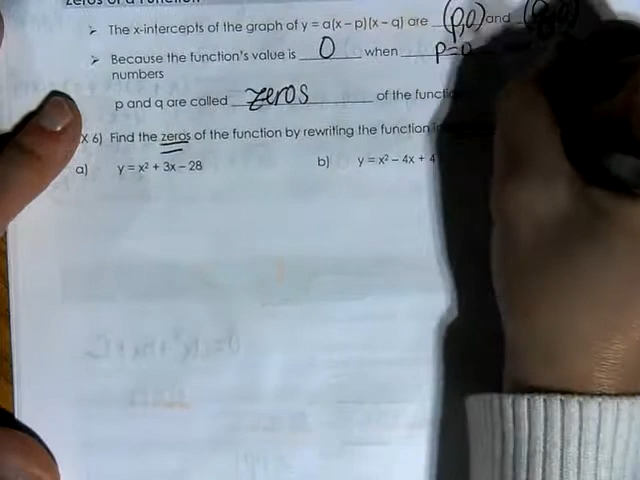 Zeros of a Function
➢ The x-intercepts of the graph of y = a(x – p)(x – q) are (p,0) and
➢ Because the function's value is 0 when
numbers
p and q are called zeros of the
X 6) Find the zeros of the function by rewriting the function
a) y = x² + 3x – 28 b) y = x² – 4x + 4